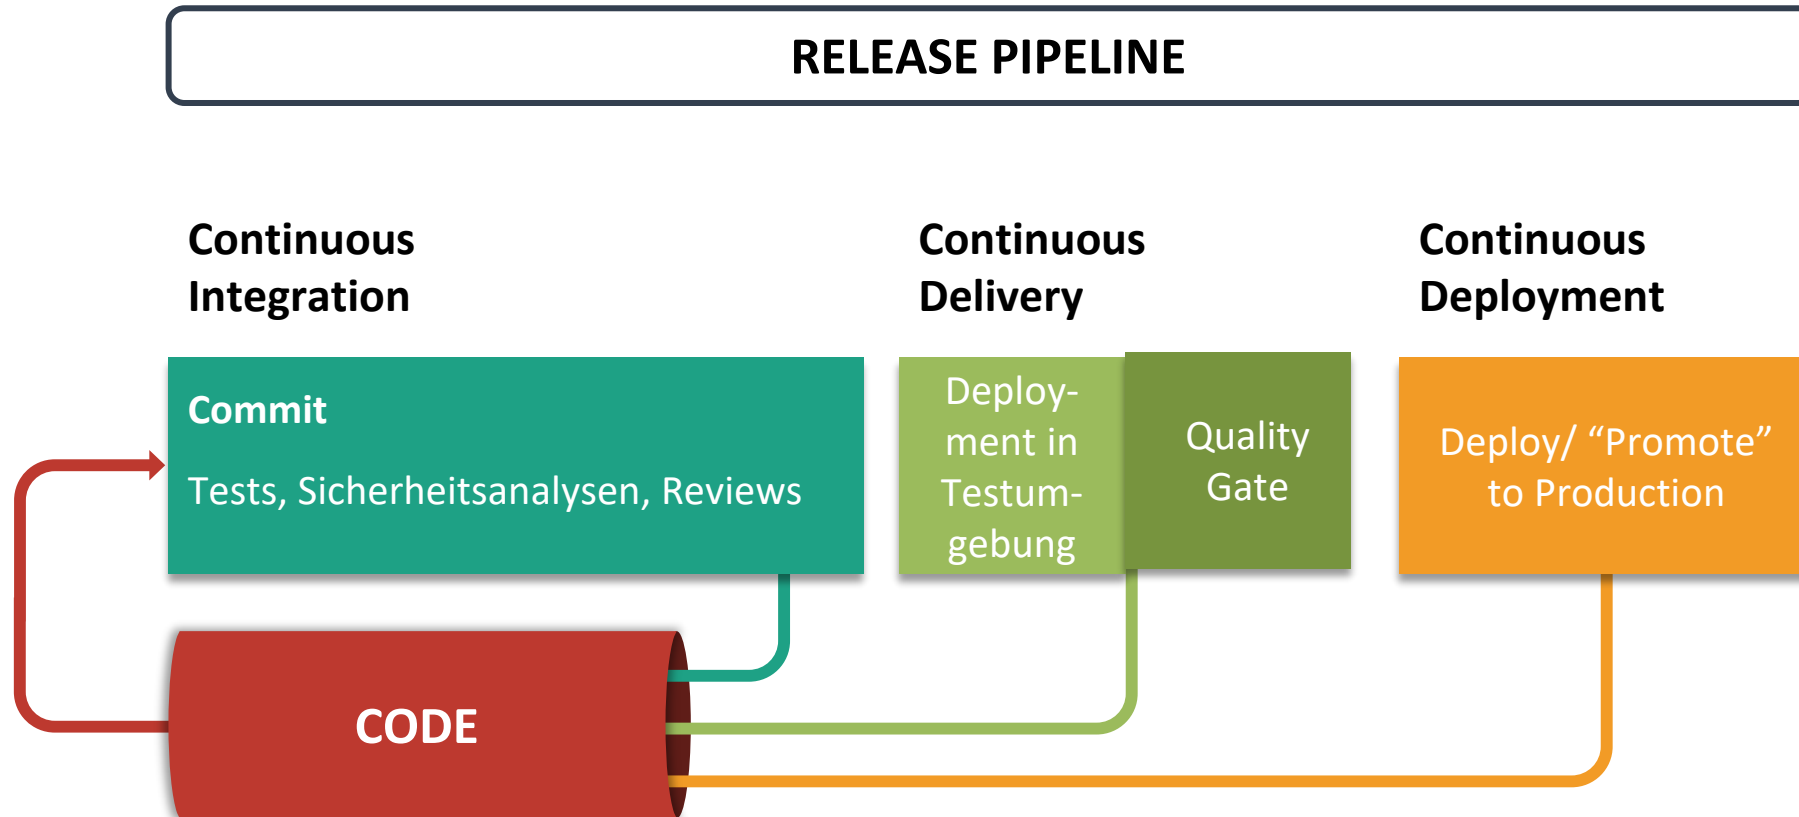 RELEASE PIPELINE
Continuous
Integration
Continuous
Delivery
Continuous
Deployment
Commit
Tests, Sicherheitsanalysen, Reviews
Deploy-
ment in
Testum-
gebung
Quality
Gate
Deploy/ “Promote”
to Production
CODE